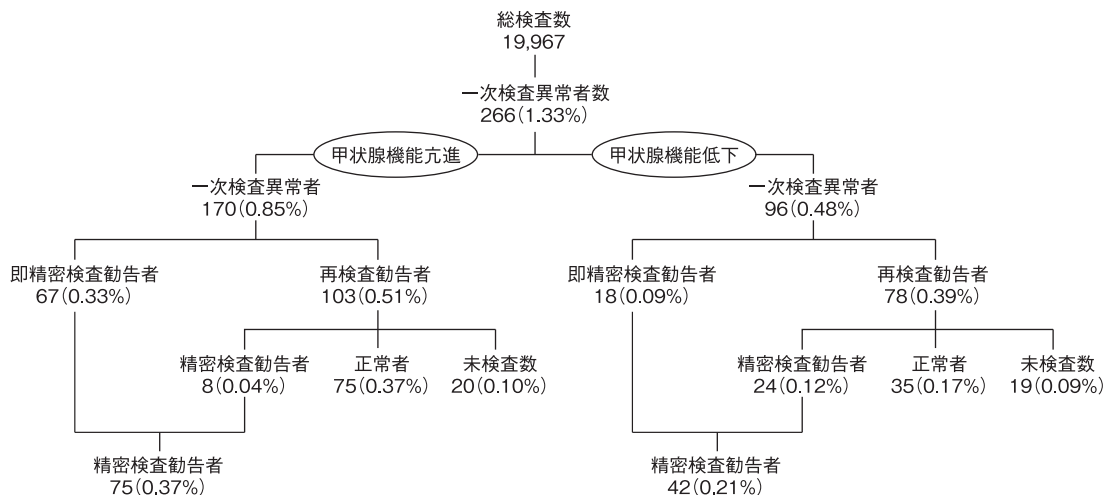 総検査数
19,967
一次検査異常者数
266(1.33%)
甲状腺機能亢進
甲状腺機能低下
一次検査異常者
170(0.85%)
一次検査異常者
96(0.48%)
即精密検査勧告者
67(0.33%)
再検査勧告者
103(0.51%)
即精密検査勧告者
18(0.09%)
再検査勧告者
78(0.39%)
精密検査勧告者
8(0.04%)
正常者
75(0.37%)
未検査数
20(0.10%)
精密検査勧告者
24(0.12%)
正常者
35(0.17%)
未検査数
19(0.09%)
精密検査勧告者
75(0.37%)
精密検査勧告者
42(0.21%)